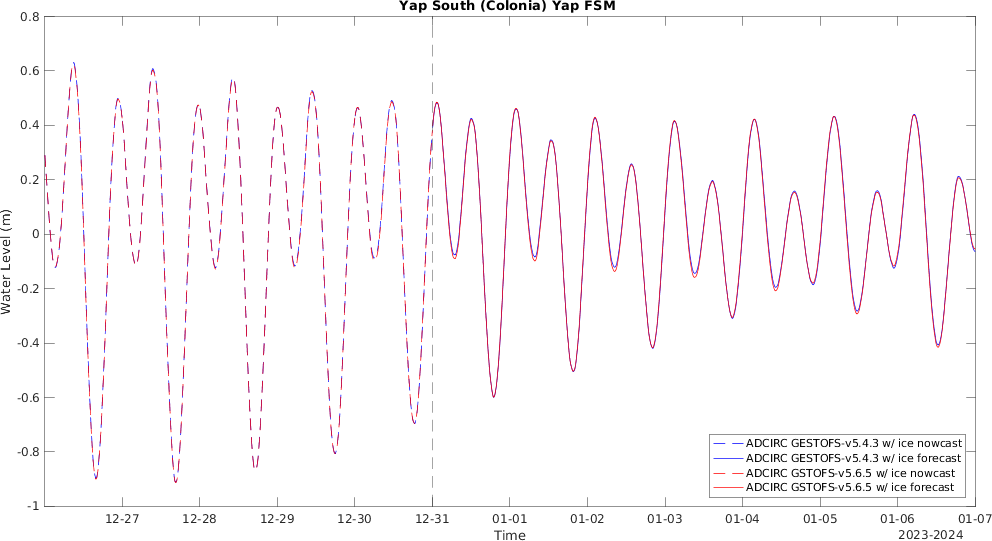 Yap South (Colonia) Yap FSM
Water Level (m)
0.8
0.6
0.4
0.2
0
-0.2
-0.4
-0.6
-0.8
-1
ADCIRC GESTOFS-v5.4.3 w/ ice nowcast
ADCIRC GESTOFS-v5.4.3 w/ ice forecast
ADCIRC GSTOFS-v5.6.5 w/ ice nowcast
ADCIRC GSTOFS-v5.6.5 w/ ice forecast
12-27 12-28 12-29 12-30 12-31 01-01 01-02 01-03 01-04 01-05 01-06 01-07
Time
2023-2024